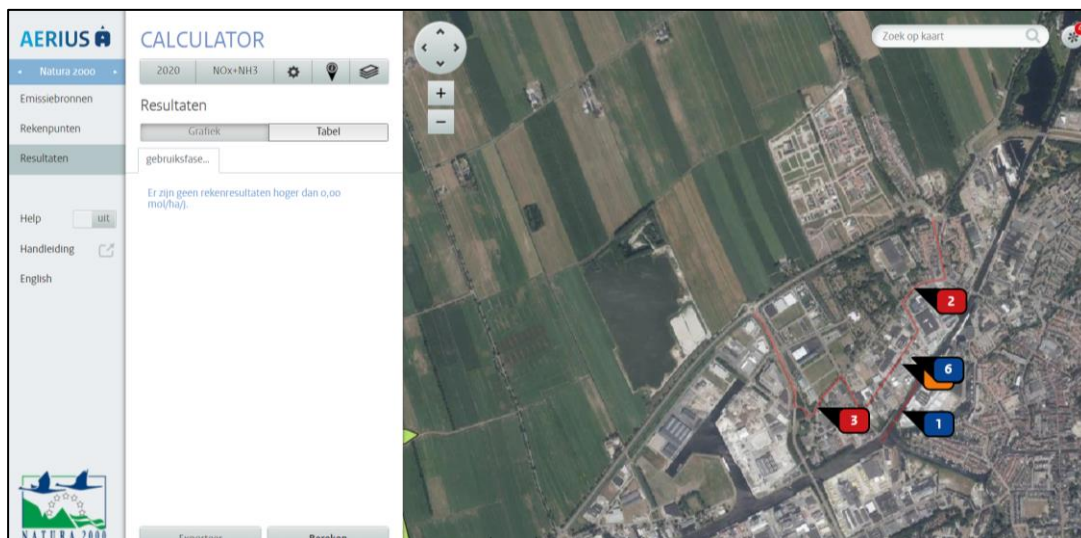 AERIUS
Natura 2000
Emissiebronnen
Rekenpunten
Resultaten
Help
uit
Handleiding
English
NATURA 2000
CALCULATOR
2020
NOx+NH3
Resultaten
Grafiek
Tabel
gebruiksfase...
Er zijn geen rekenresultaten hoger dan 0,00
mol/ha/j.
Exporteer
Bereken
+
−
Zoek op kaart
2
6
3
1